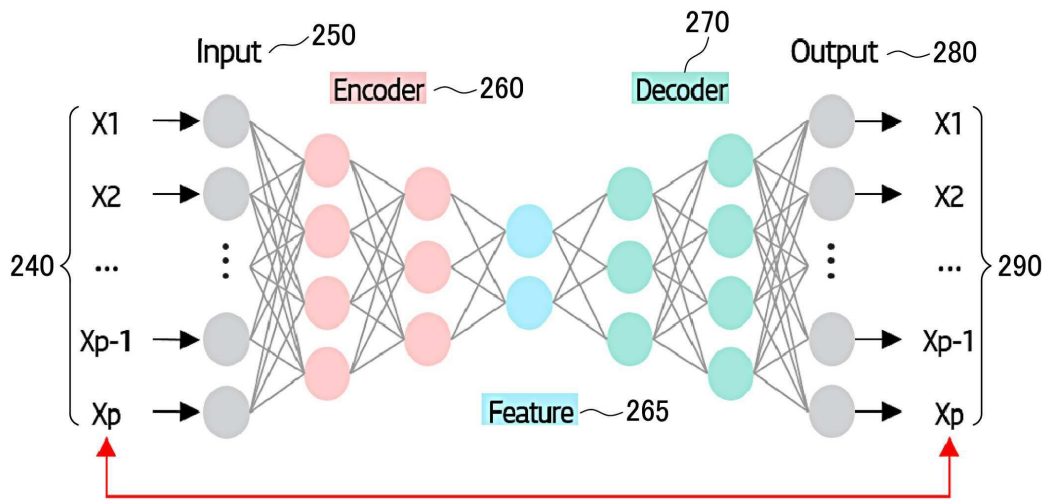 Input 250
Encoder 260
270
Decoder
Output 280
240
X1
X2
...
Xp-1
Xp
X1
X2
...
Xp-1
Xp
290
Feature 265